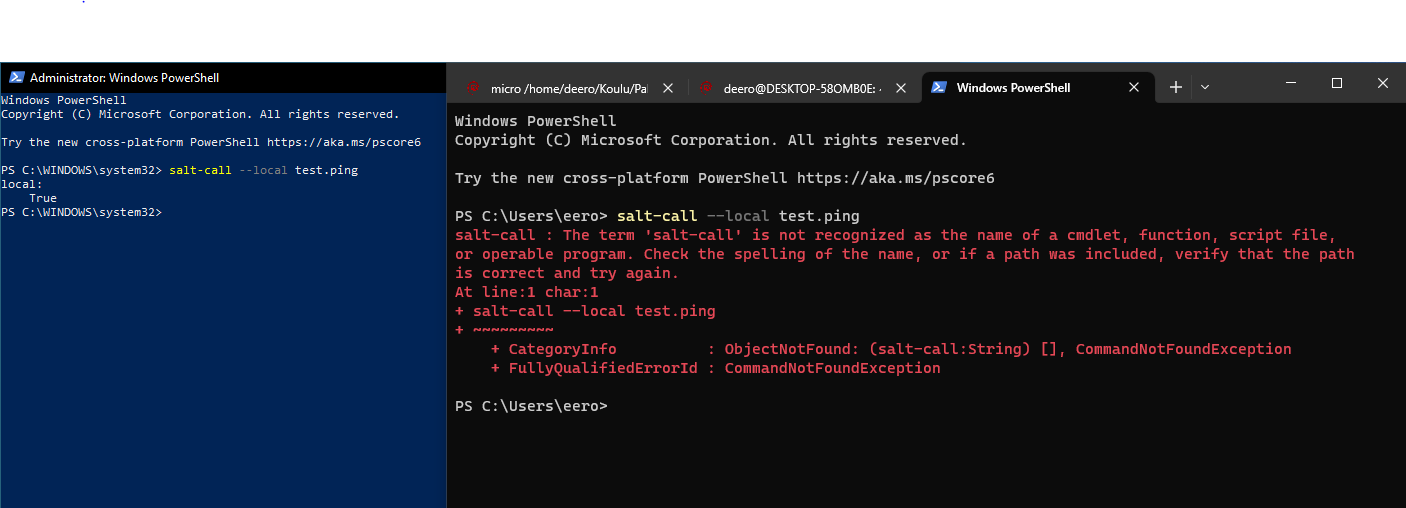 Administrator: Windows PowerShell
Windows PowerShell
Copyright (C) Microsoft Corporation. All rights reserved.
Try the new cross-platform PowerShell https://aka.ms/pscore6
PS C:\WINDOWS\system32> salt-call --local test.ping
local:
    True
PS C:\WINDOWS\system32>
micro /home/deero/Koulu/Pal
deero@DESKTOP-58OMB0E:
Windows PowerShell
Windows PowerShell
Copyright (C) Microsoft Corporation. All rights reserved.
Try the new cross-platform PowerShell https://aka.ms/pscore6
PS C:\Users\eero> salt-call --local test.ping
salt-call : The term 'salt-call' is not recognized as the name of a cmdlet, function, script file,
or operable program. Check the spelling of the name, or if a path was included, verify that the path
is correct and try again.
At line:1 char:1
+ salt-call --local test.ping
+ ~~~~~~~~~
    + CategoryInfo          : ObjectNotFound: (salt-call:String) [], CommandNotFoundException
    + FullyQualifiedErrorId : CommandNotFoundException
PS C:\Users\eero>